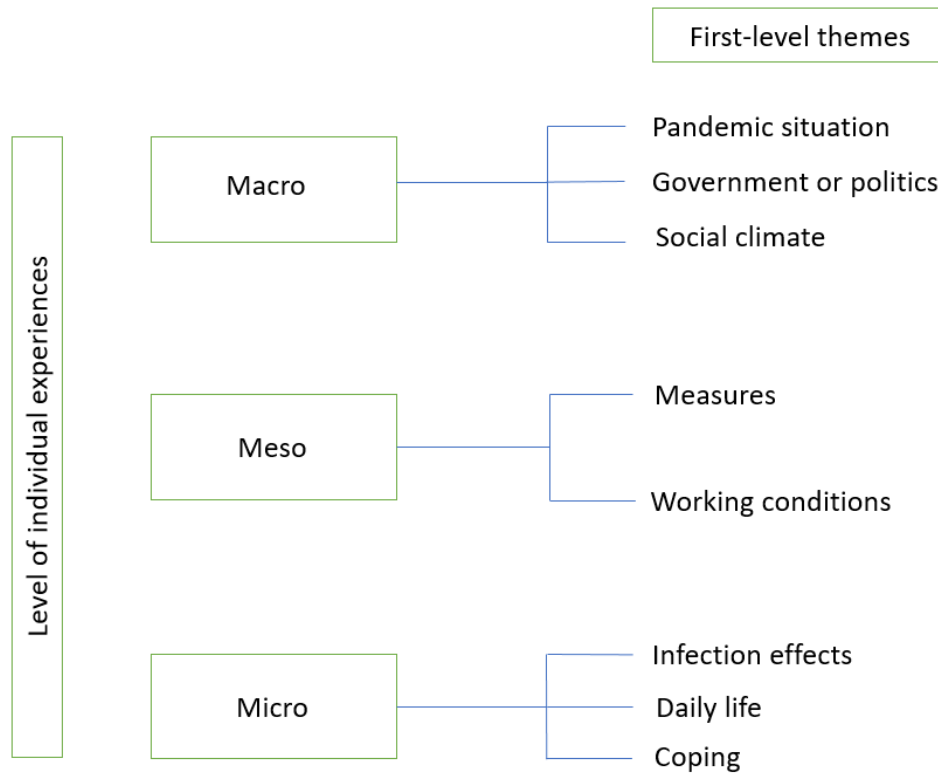 First-level themes
Level of individual experiences
Macro
Pandemic situation
Government or politics
Social climate
Meso
Measures
Working conditions
Micro
Infection effects
Daily life
Coping